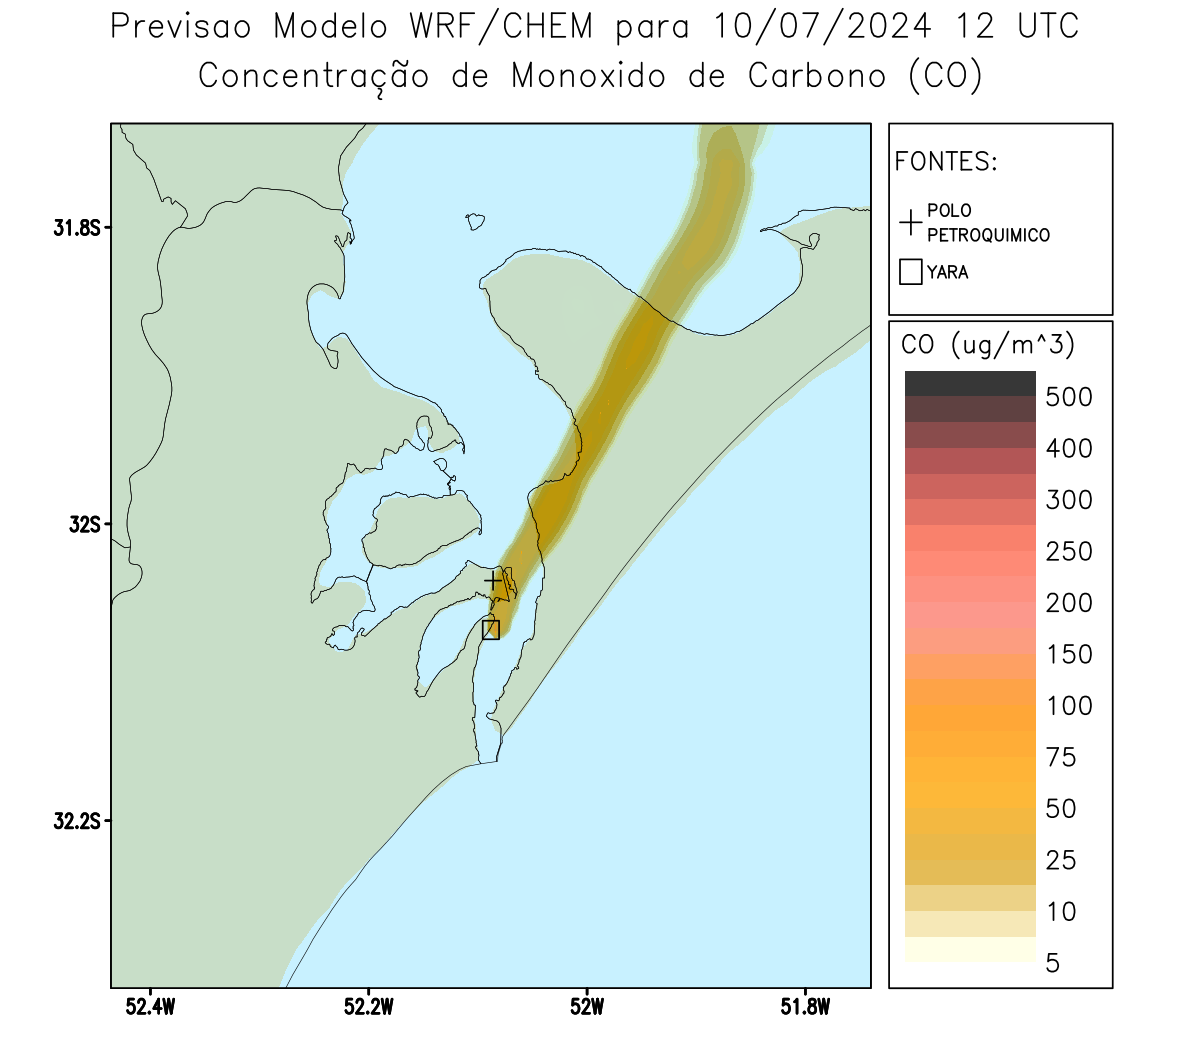 Previsao Modelo WRF/CHEM para 10/07/2024 12 UTC
Concentração de Monoxido de Carbono (CO)
FONTES:
POLO
PETROQUIMICO
YARA
CO (ug/m^3)
500
400
300
250
200
150
100
75
50
25
10
5
31.8S
32S
32.2S
52.4W
52.2W
52W
51.8W